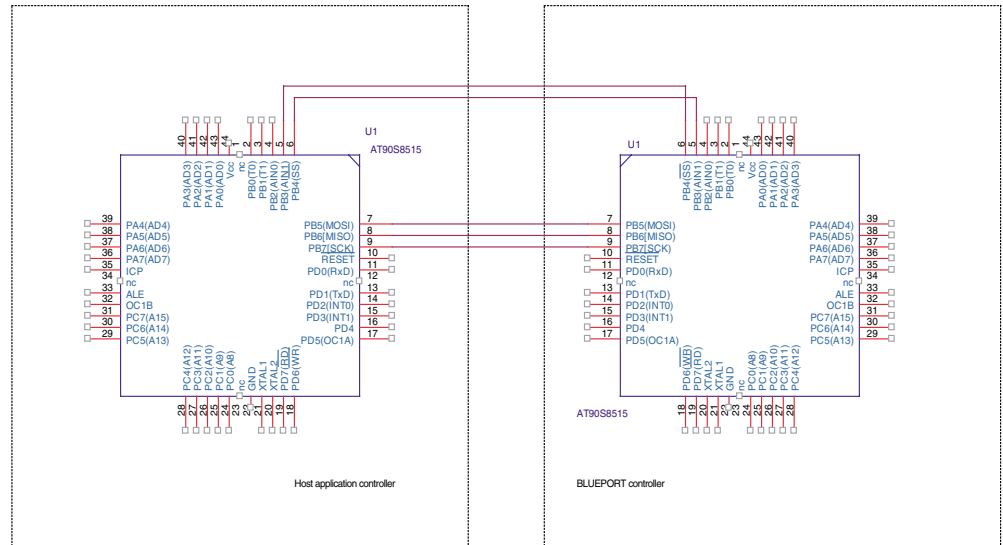 40
41
42
43
44
1
2
3
4
5
6
U1
AT90S8515
PA3(AD3)
PA2(AD2)
PA1(AD1)
PA0(AD0)
Vcc
nc
PB0(T0)
PB1(T1)
PB2(AIN0)
PB3(AIN1)
PB4(SS)
39 PA4(AD4)
38 PA5(AD5)
37 PA6(AD6)
36 PA7(AD7)
35 ICP
34 nc
33 ALE
32 OC1B
31 PC7(A15)
30 PC6(A14)
29 PC5(A13)
PB5(MOSI) 7
PB6[MISO) 8
PB7[SCK) 9
RESET 10
PD0(RxD) 11
nc 12
PD1(TxD) 13
PD2(INT0) 14
PD3(INT1) 15
PD4 16
PD5(OC1A) 17
PC4(A12)
PC3(A11)
PC2(A10)
PC1(A9)
PC0(A8)
nc
GND
XTAL1
XTAL2
PD7(RD)
PD6(WR)
28
27
26
25
24
23
22
21
20
19
18
Host application controller
6
5
4
3
2
1
44
43
42
41
40
U1
PB4(SS)
PB3(AIN1)
PB2(AIN0)
PB1(T1)
PB0(T0)
nc
Vcc
PA0(AD0)
PA1(AD1)
PA2(AD2)
PA3(AD3)
7 PB5(MOSI)
8 PB6[MISO)
9 PB7[SCK)
10 RESET
11 PD0(RxD)
12 nc
13 PD1(TxD)
14 PD2(INT0)
15 PD3(INT1)
16 PD4
17 PD5(OC1A)
PA4(AD4) 39
PA5(AD5) 38
PA6(AD6) 37
PA7(AD7) 36
ICP 35
nc 34
ALE 33
OC1B 32
PC7(A15) 31
PC6(A14) 30
PC5(A13) 29
PD6(WR)
PD7(RD)
XTAL2
XTAL1
GND
nc
PC0(A8)
PC1(A9)
PC2(A10)
PC3(A11)
PC4(A12)
AT90S8515
18
19
20
21
22
23
24
25
26
27
28
BLUEPORT controller